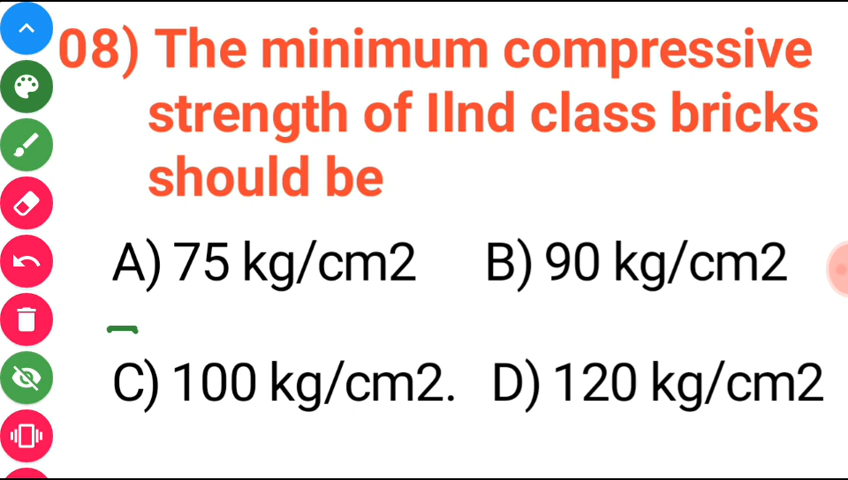 08) The minimum compressive
strength of IInd class bricks
should be
A) 75 kg/cm2 B) 90 kg/cm2
C) 100 kg/cm2. D) 120 kg/cm2